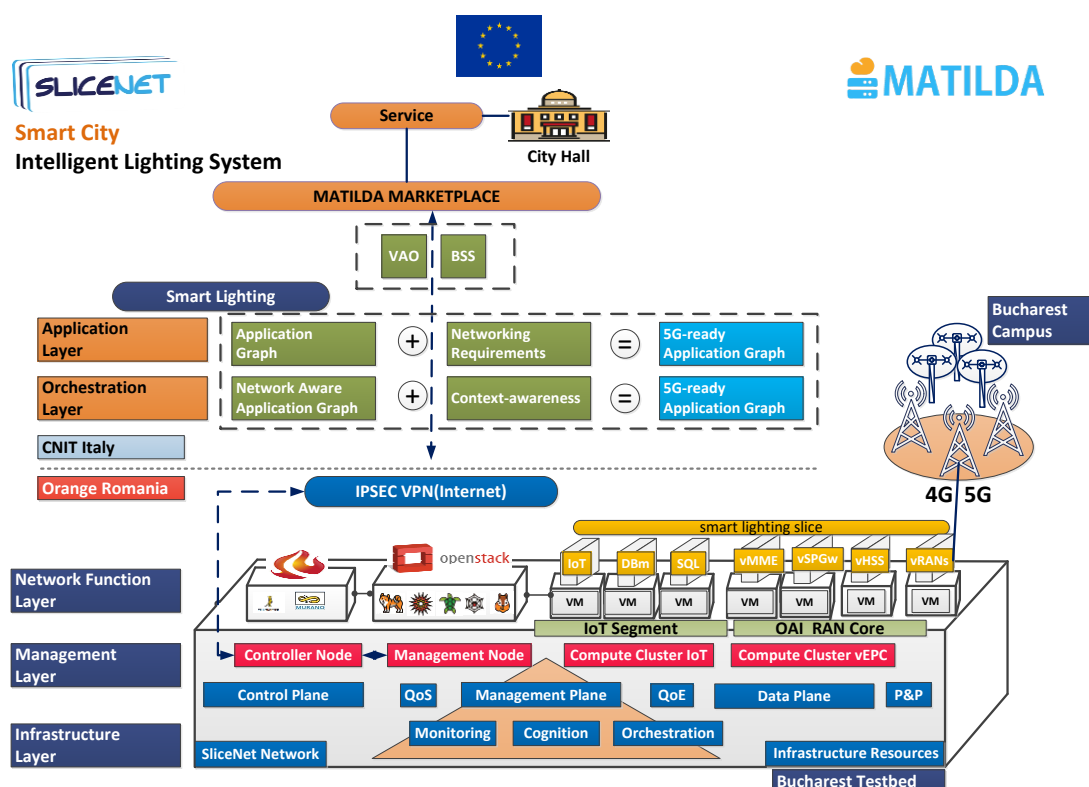 SLICENET
MATILDA
Smart City
Intelligent Lighting System
Service
City Hall
MATILDA MARKETPLACE
VAO
BSS
Smart Lighting
Bucharest
Campus
Application
Layer
Application
Graph
+
Networking
Requirements
=
5G-ready
Application Graph
Orchestration
Layer
Network Aware
Application Graph
+
Context-awareness
=
5G-ready
Application Graph
CNIT Italy
Orange Romania
IPSEC VPN(Internet)
4G 5G
smart lighting slice
openstack
IoT
DBm
SQL
vMME
vSPGw
vHSS
vRANs
Network Function
Layer
MURANO
VM
VM
VM
VM
VM
VM
VM
IoT Segment
OAI RAN Core
Management
Layer
Controller Node
Management Node
Compute Cluster IoT
Compute Cluster vEPC
Control Plane
QoS
Management Plane
QoE
Data Plane
P&P
Infrastructure
Layer
Monitoring
Cognition
Orchestration
SliceNet Network
Infrastructure Resources
Bucharest Testbed